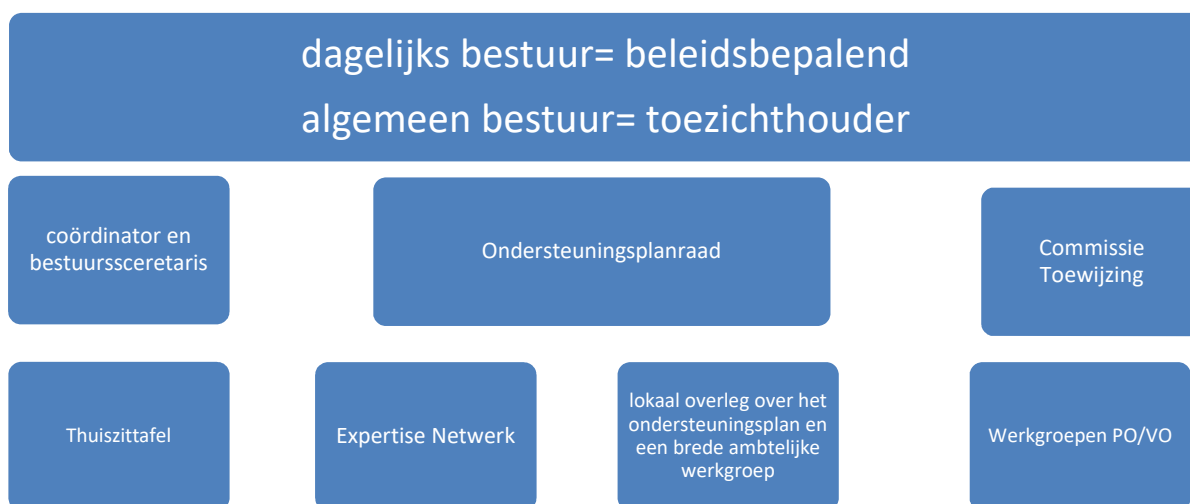 dagelijks bestuur= beleidsbepalend
algemeen bestuur= toezichthouder
coördinator en
bestuurssceretaris
Ondersteuningsplanraad
Commissie
Toewijzing
Thuiszittafel
Expertise Netwerk
lokaal overleg over het
ondersteuningsplan en
een brede ambtelijke
werkgroep
Werkgroepen PO/VO